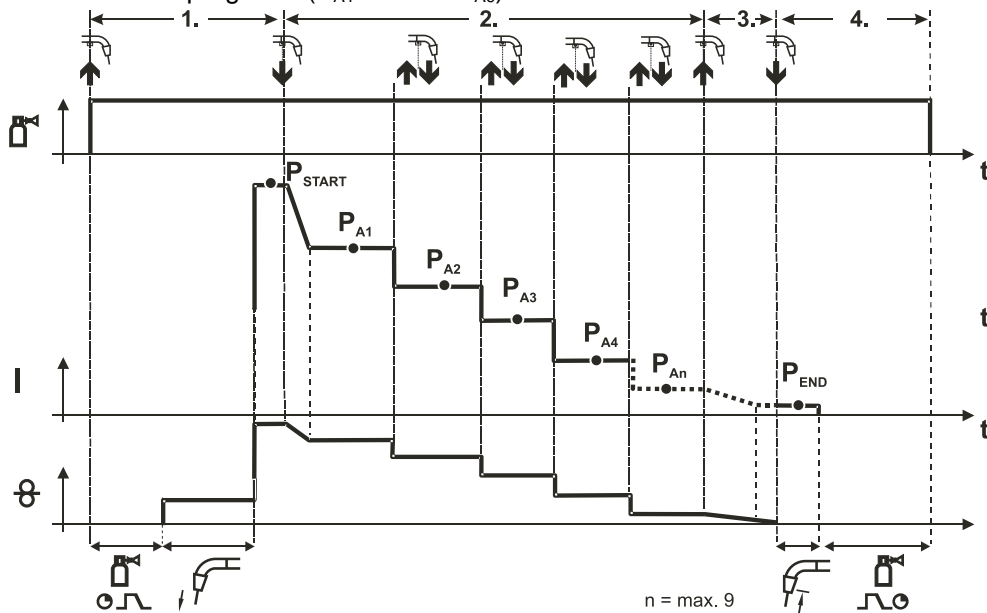 1. 2. 3. 4.
t
P START
P A1
P A2
P A3
t
P A4
I
P An
P END
t
n = max. 9